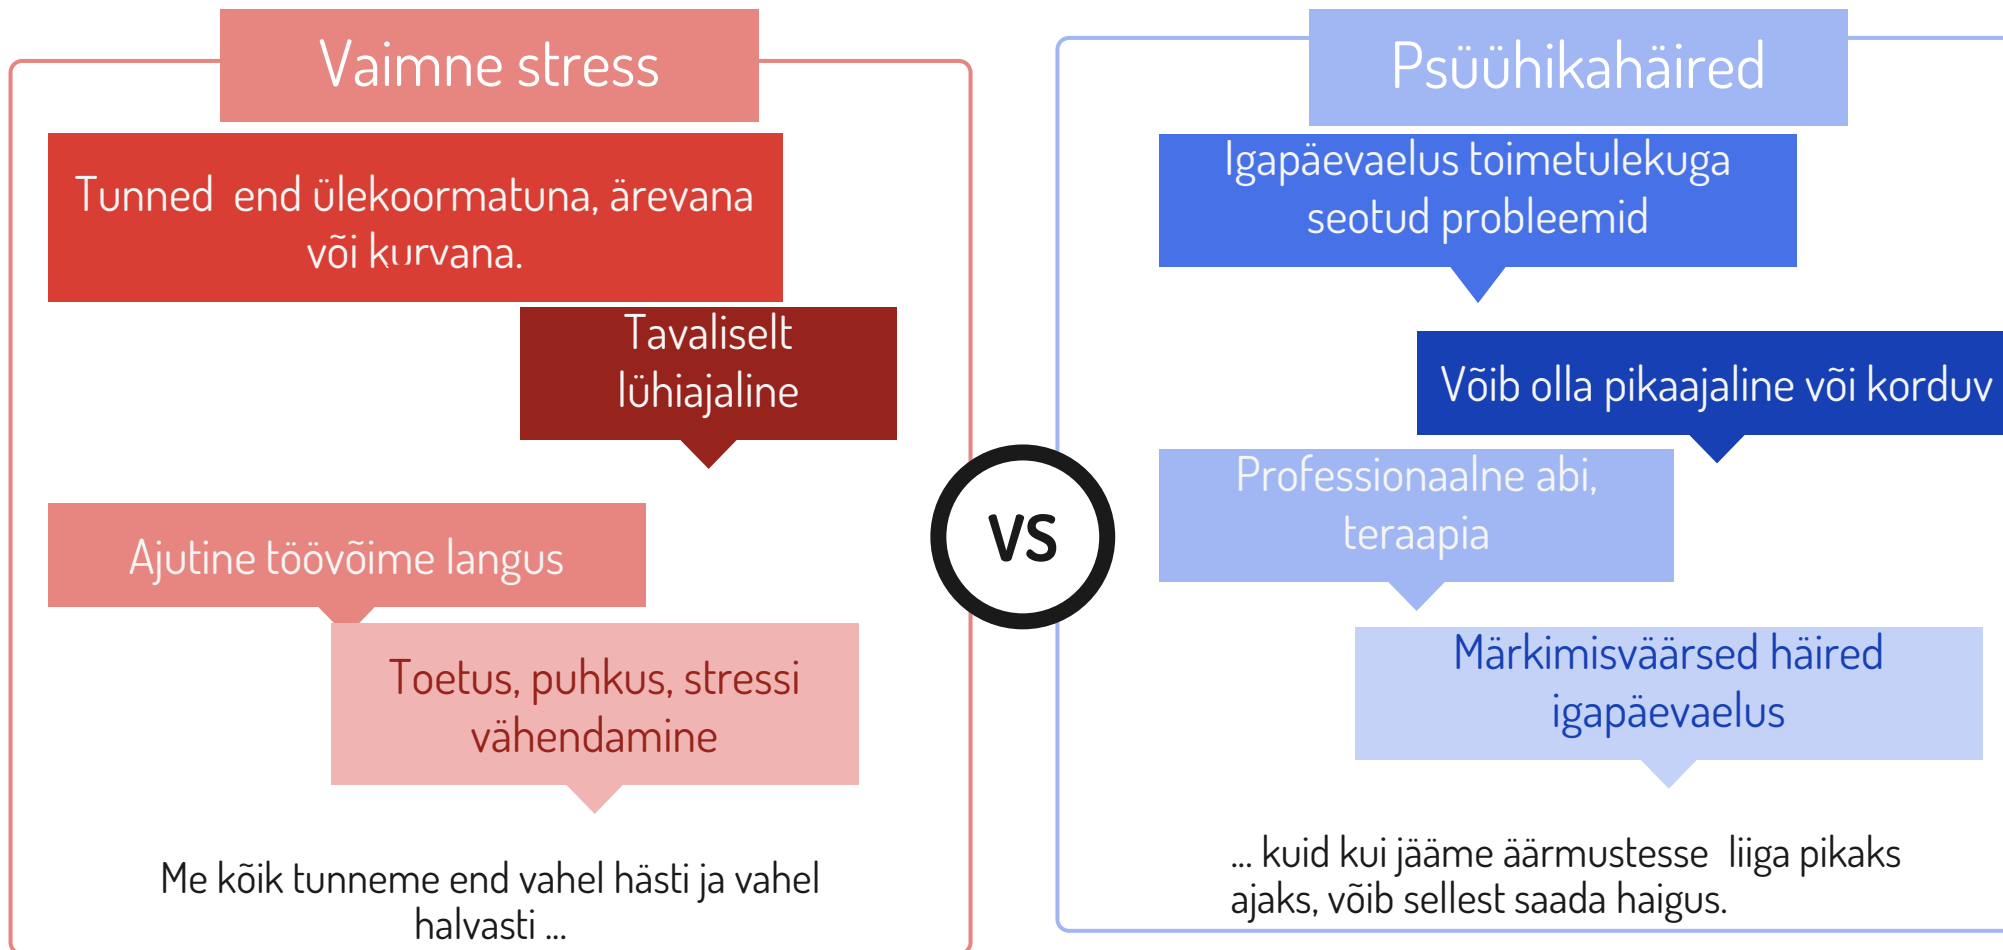 Vaimne stress
Tunned end ülekoormatuna, ärevana
või kurvana.
Tavaliselt
lühiajaline
Ajutine töövõime langus
Toetus, puhkus, stressi
vähendamine
Me kõik tunneme end vahel hästi ja vahel
halvasti ...
VS
Psüühikahäired
Igapäevaelus toimetulekuga
seotud probleemid
Võib olla pikaajaline või korduv
Professionaalne abi,
teraapia
Märkimisväärsed häired
igapäevaelus
... kuid kui jääme äärmustesse liiga pikaks
ajaks, võib sellest saada haigus.